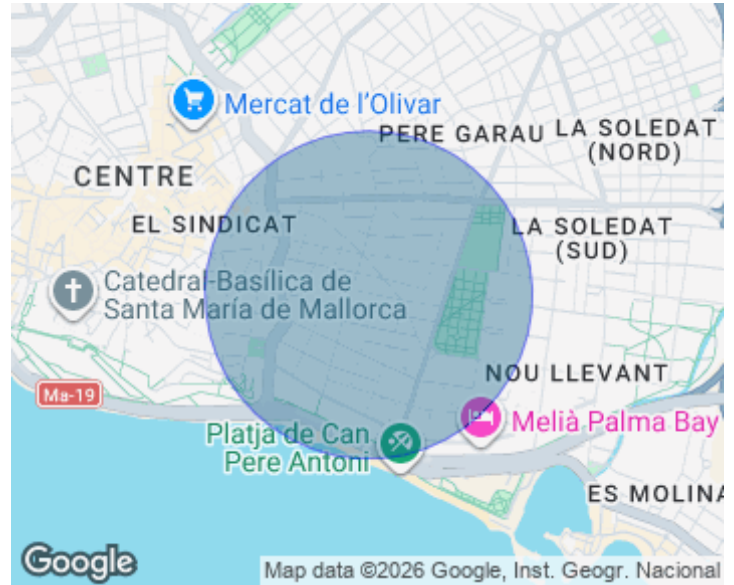 Mercat de l'Olivar
PERE GARAU
LA SOLEDAT
(NORD)
CENTRE
EL SINDICAT
LA SOLEDAT
(SUD)
Catedral-Basílica de
Santa María de Mallorca
NOU LLEVANT
Ma-19
Melià Palma Bay
Platja de Can
Pere Antoni
ES MOLINA
Google
Map data ©2026 Google, Inst. Geogr. Nacional